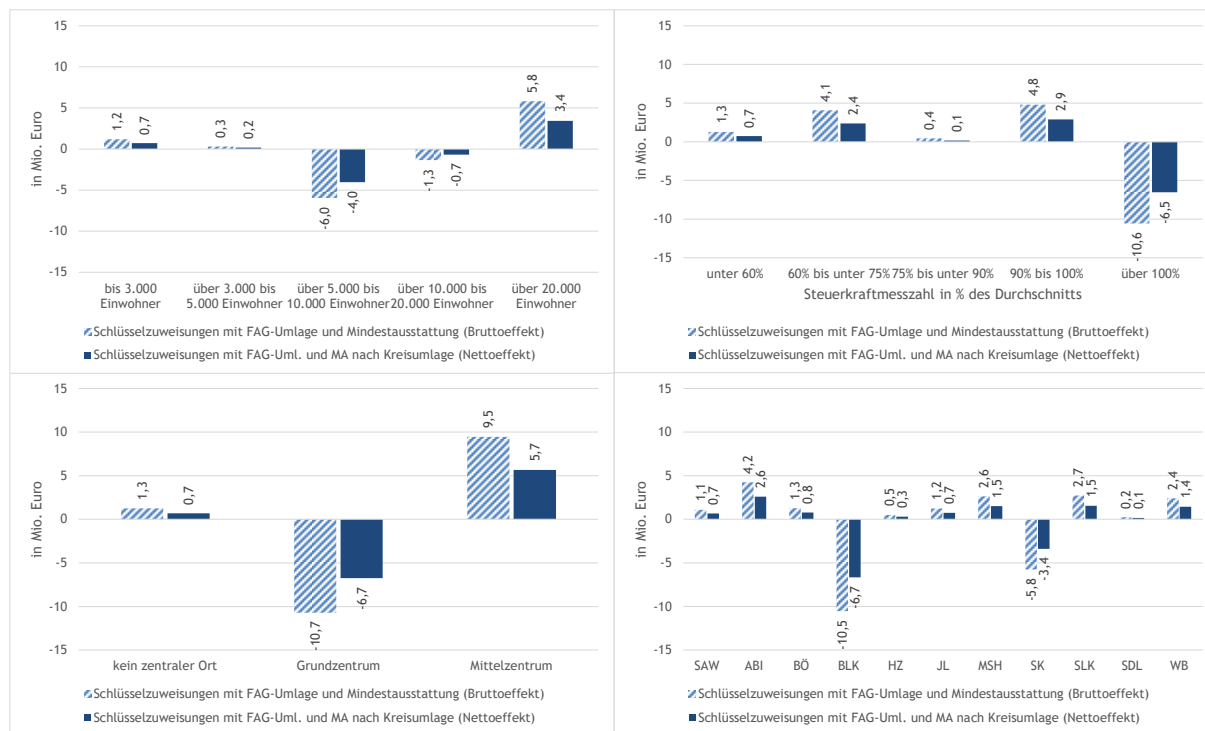 15
10
5
0
-5
-10
-15
in Mio. Euro
1,2
0,7
0,3
0,2
-6,0
-4,0
-1,3
-0,7
5,8
3,4
bis 3.000 Einwohner
über 3.000 bis 5.000 Einwohner
über 5.000 bis 10.000 Einwohner
über 10.000 bis 20.000 Einwohner
über 20.000 Einwohner
Schlüsselzuweisungen mit FAG-Umlage und Mindestausstattung (Bruttoeffekt)
Schlüsselzuweisungen mit FAG-Uml. und MA nach Kreisumlage (Nettoeffekt)
15
10
5
0
-5
-10
-15
in Mio. Euro
1,3
0,7
4,1
2,4
0,4
0,1
4,8
2,9
-10,6
-6,5
unter 60%
60% bis unter 75%
75% bis unter 90%
90% bis 100%
über 100%
Steuerkraftmesszahl in % des Durchschnitts
Schlüsselzuweisungen mit FAG-Umlage und Mindestausstattung (Bruttoeffekt)
Schlüsselzuweisungen mit FAG-Uml. und MA nach Kreisumlage (Nettoeffekt)
15
10
5
0
-5
-10
-15
in Mio. Euro
1,3
0,7
-10,7
-6,7
9,5
5,7
kein zentraler Ort
Grundzentrum
Mittelzentrum
Schlüsselzuweisungen mit FAG-Umlage und Mindestausstattung (Bruttoeffekt)
Schlüsselzuweisungen mit FAG-Uml. und MA nach Kreisumlage (Nettoeffekt)
15
10
5
0
-5
-10
-15
in Mio. Euro
1,1
0,7
4,2
2,6
1,3
0,8
-10,5
-6,7
0,5
0,3
1,2
0,7
2,6
1,5
-5,8
-3,4
2,7
1,5
0,2
0,1
2,4
1,4
SAW
ABI
BÖ
BLK
HZ
JL
MSH
SK
SLK
SDL
WB
Schlüsselzuweisungen mit FAG-Umlage und Mindestausstattung (Bruttoeffekt)
Schlüsselzuweisungen mit FAG-Uml. und MA nach Kreisumlage (Nettoeffekt)